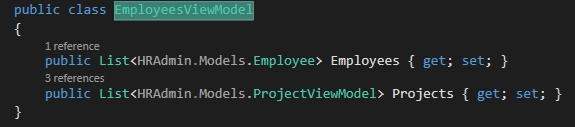 public class EmployeesViewModel
{
1 reference
public List<HRAdmin.Models.Employee> Employees { get; set; }
3 references
public List<HRAdmin.Models.ProjectViewModel> Projects { get; set; }
}